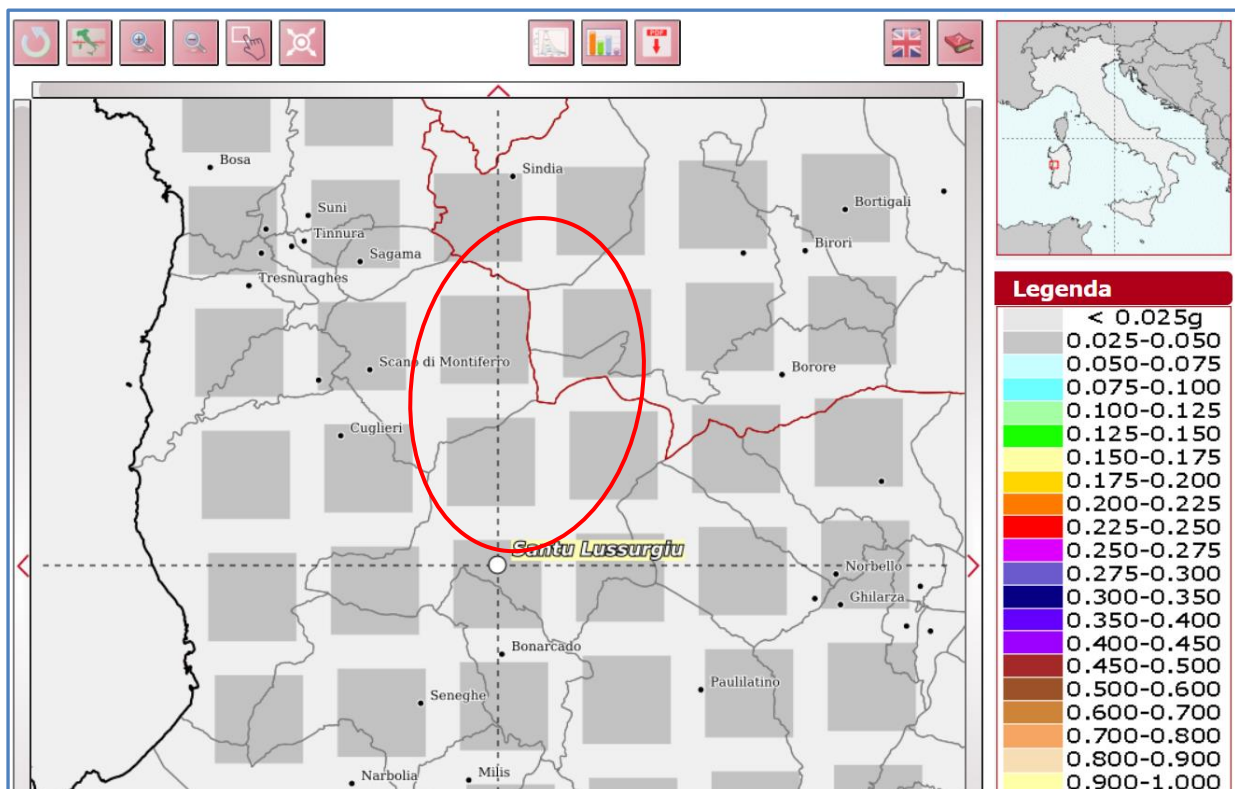 PDF
?
Bosa
Sindia
Suni
Bortigali
Tinnura
Birori
Sagama
Tresnuraghes
Scano di Montiferro
Borore
Cuglieri
Santu Lussurgiu
Norbello
Ghilarza
Bonarcado
Paulilatino
Seneghe
Narbolia
Milis
Legenda
< 0.025g
0.025-0.050
0.050-0.075
0.075-0.100
0.100-0.125
0.125-0.150
0.150-0.175
0.175-0.200
0.200-0.225
0.225-0.250
0.250-0.275
0.275-0.300
0.300-0.350
0.350-0.400
0.400-0.450
0.450-0.500
0.500-0.600
0.600-0.700
0.700-0.800
0.800-0.900
0.900-1.000